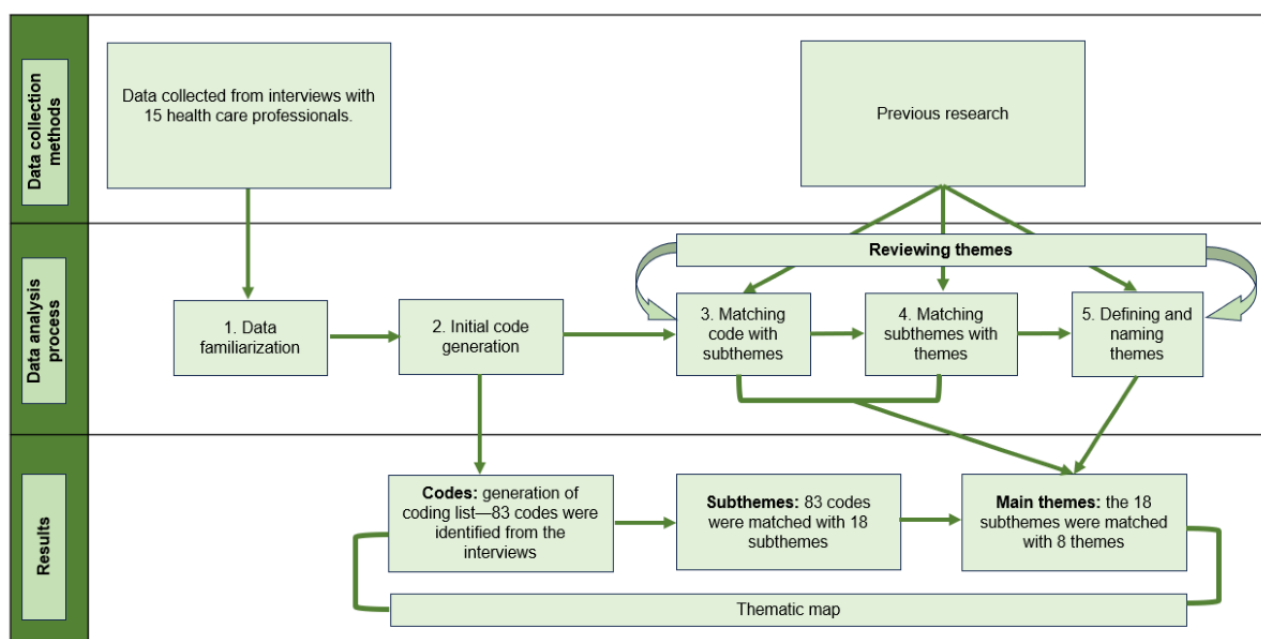 Data collection
methods
Data collected from interviews with
15 health care professionals.
Previous research
Data analysis
process
Reviewing themes
1. Data
familiarization
2. Initial code
generation
3. Matching
code with
subthemes
4. Matching
subthemes with
themes
5. Defining and
naming
themes
Results
Codes: generation of
coding list—83 codes were
identified from the
interviews
Subthemes: 83 codes
were matched with 18
subthemes
Main themes: the 18
subthemes were matched
with 8 themes
Thematic map